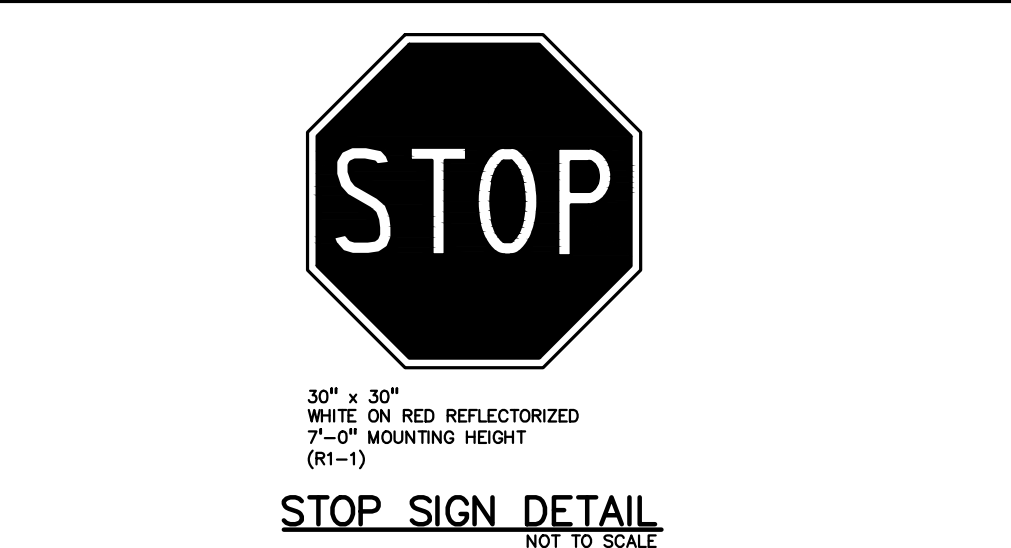 STOP
30" x 30"
WHITE ON RED REFLECTORIZED
7'-0" MOUNTING HEIGHT
(R1-1)
STOP SIGN DETAIL
NOT TO SCALE